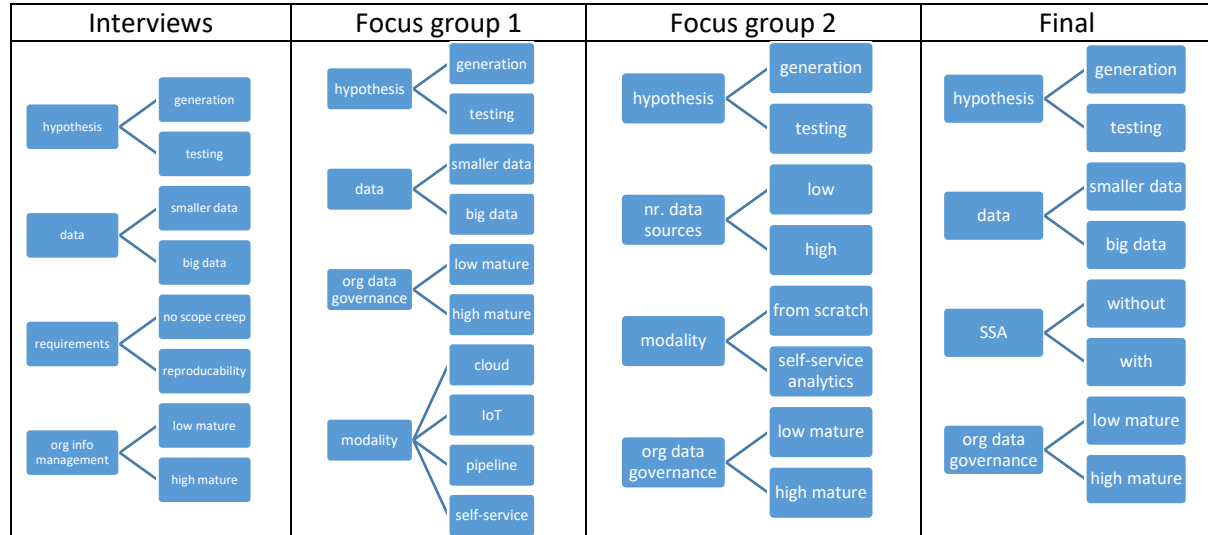 Interviews
hypothesis
generation
testing
data
smaller data
big data
requirements
no scope creep
reproducability
org info
management
low mature
high mature
Focus group 1
hypothesis
generation
testing
data
smaller data
big data
org data
governance
low mature
high mature
modality
cloud
IoT
pipeline
self-service
Focus group 2
hypothesis
generation
testing
nr. data
sources
low
high
modality
from scratch
self-service
analytics
org data
governance
low mature
high mature
Final
hypothesis
generation
testing
data
smaller data
big data
SSA
without
with
org data
governance
low mature
high mature